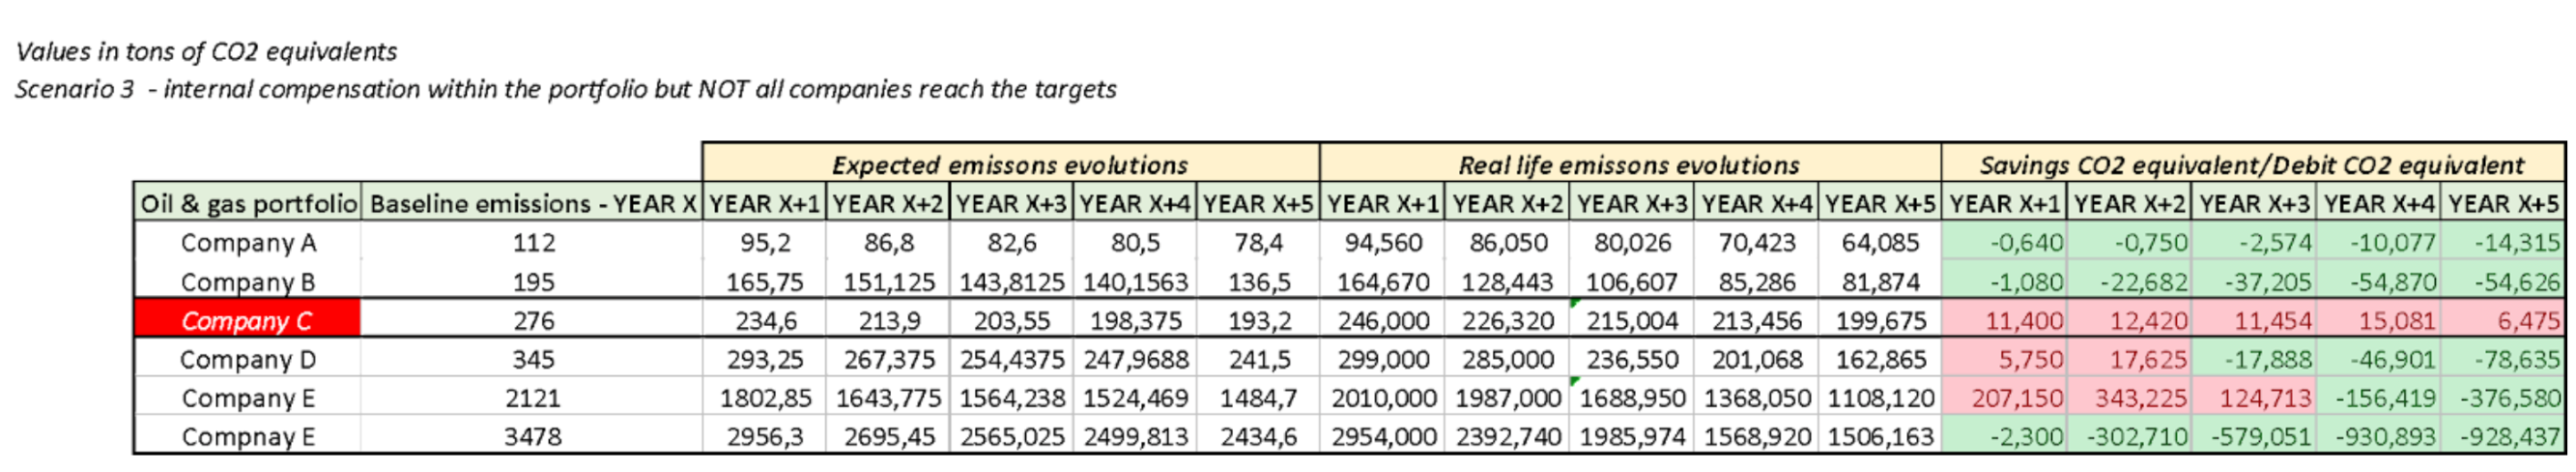 Values in tons of CO2 equivalents
Scenario 3 - internal compensation within the portfolio but NOT all companies reach the targets
Expected emissons evolutions Real life emissons evolutions Savings CO2 equivalent/Debit CO2 equivalent
Oil & gas portfolio Baseline emissions - YEAR X YEAR X+1 YEAR X+2 YEAR X+3 YEAR X+4 YEAR X+5 YEAR X+1 YEAR X+2 YEAR X+3 YEAR X+4 YEAR X+5 YEAR X+1 YEAR X+2 YEAR X+3 YEAR X+4 YEAR X+5
Company A 112 95,2 86,8 82,6 80,5 78,4 94,560 86,050 80,026 70,423 64,085 -0,640 -0,750 -2,574 -10,077 -14,315
Company B 195 165,75 151,125 143,8125 140,1563 136,5 164,670 128,443 106,607 85,286 81,874 -1,080 -22,682 -37,205 -54,870 -54,626
Company C 276 234,6 213,9 203,55 198,375 193,2 246,000 226,320 215,004 213,456 199,675 11,400 12,420 11,454 15,081 6,475
Company D 345 293,25 267,375 254,4375 247,9688 241,5 299,000 285,000 236,550 201,068 162,865 5,750 17,625 -17,888 -46,901 -78,635
Company E 2121 1802,85 1643,775 1564,238 1524,469 1484,7 2010,000 1987,000 1688,950 1368,050 1108,120 207,150 343,225 124,713 -156,419 -376,580
Compnay E 3478 2956,3 2695,45 2565,025 2499,813 2434,6 2954,000 2392,740 1985,974 1568,920 1506,163 -2,300 -302,710 -579,051 -930,893 -928,437